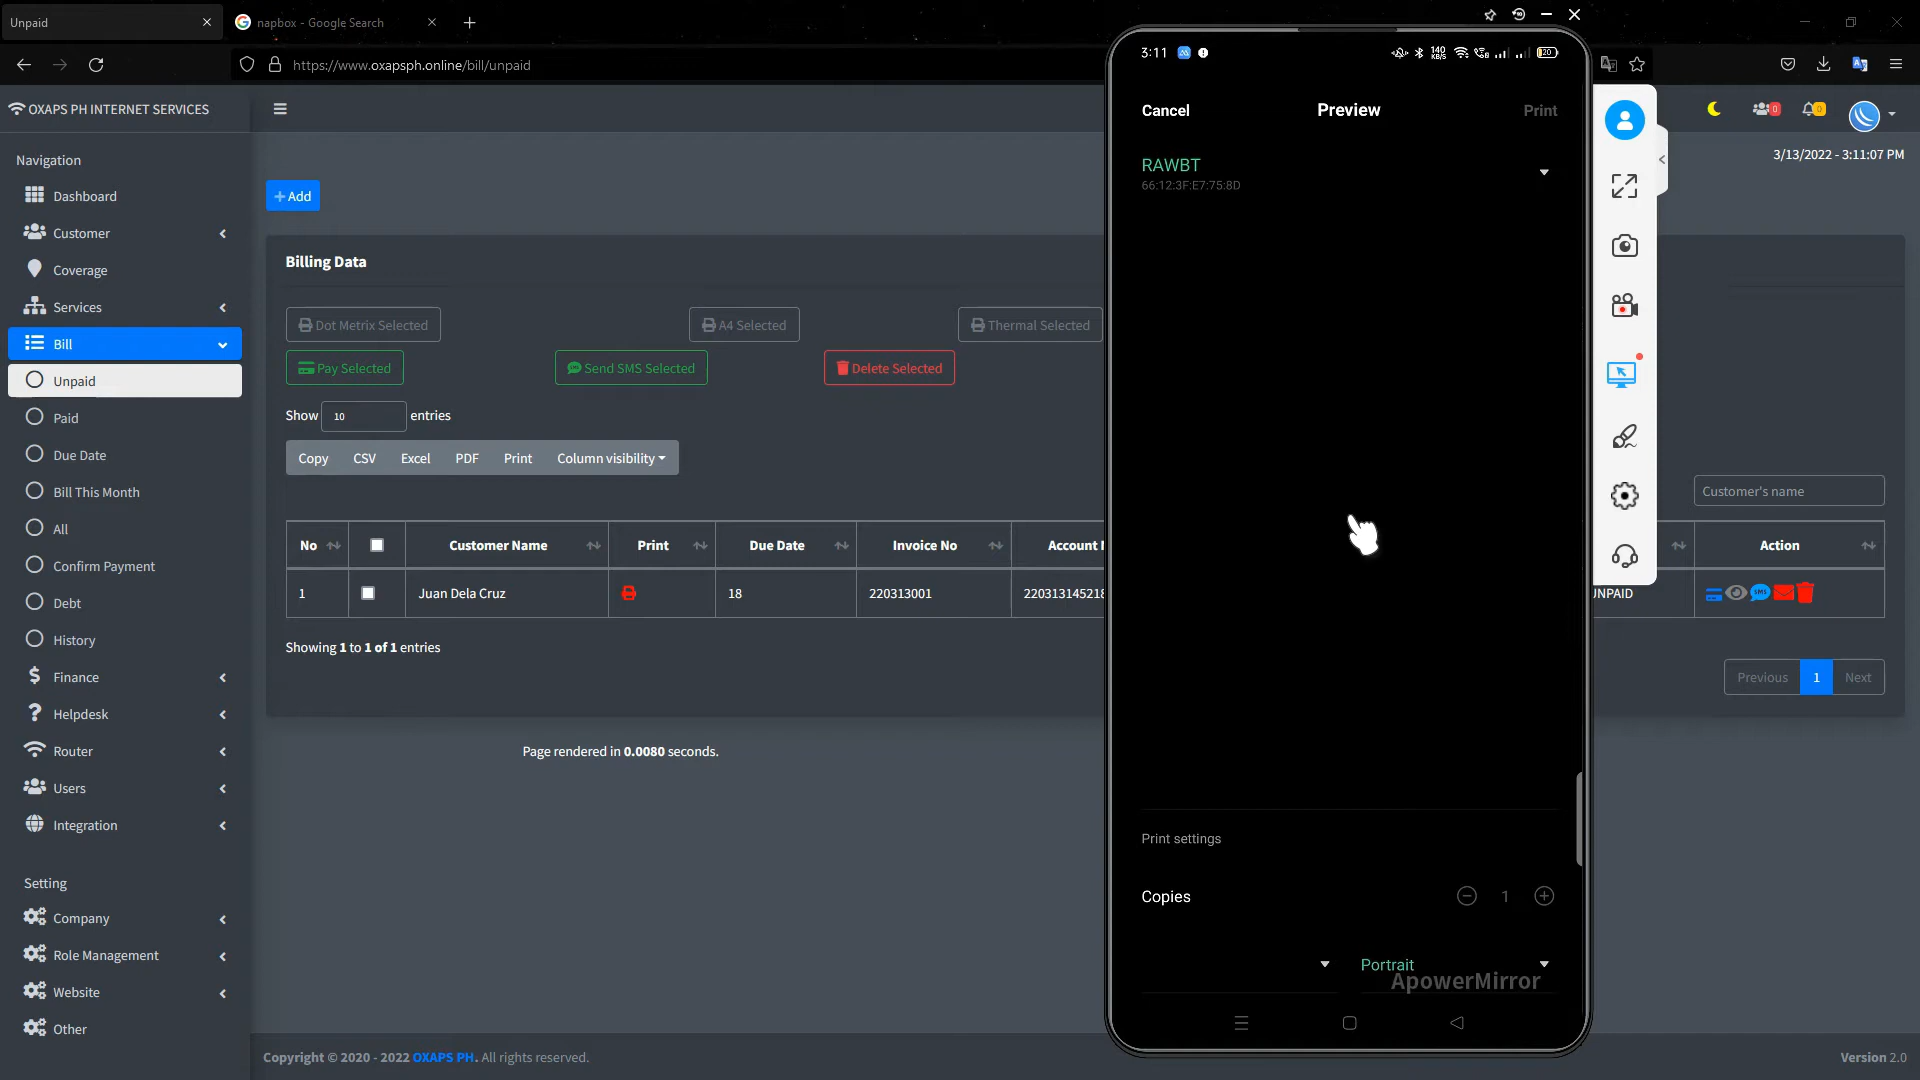 Unpaid
napbox - Google Search
https://www.oxapsph.online/bill/unpaid
OXAPS PH INTERNET SERVICES
Navigation
Dashboard
Customer
Coverage
Services
Bill
Unpaid
Paid
Due Date
Bill This Month
All
Confirm Payment
Debt
History
Finance
Helpdesk
Router
Users
Integration
Setting
Company
Role Management
Website
Other
0
0
3/13/2022 - 3:11:07 PM
+ Add
Billing Data
Dot Metrix Selected
A4 Selected
Thermal Selected
Pay Selected
Send SMS Selected
Delete Selected
Show 10 entries
Copy CSV Excel PDF Print Column visibility
Customer's name
No Customer Name Print Due Date Invoice No Account Action
1 Juan Dela Cruz 18 220313001 220313145218 UNPAID SMS
Showing 1 to 1 of 1 entries
Previous 1 Next
Page rendered in 0.0080 seconds.
Copyright © 2020 - 2022 OXAPS PH. All rights reserved.
Version 2.0
3:11
140 KB/S
20
Cancel Preview Print
RAWBT
66:12:3F:E7:75:8D
Print settings
Copies 1
Portrait
ApowerMirror